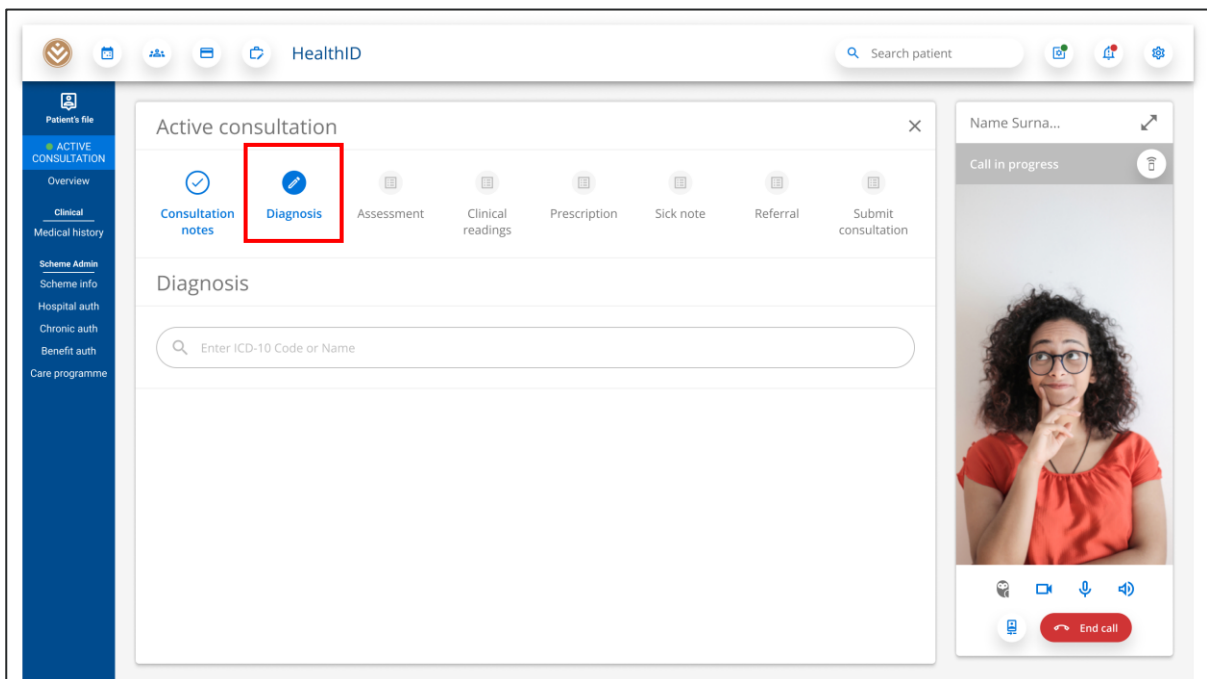 HealthID
Search patient
Patient's file
ACTIVE
CONSULTATION
Overview
Clinical
Medical history
Scheme Admin
Scheme info
Hospital auth
Chronic auth
Benefit auth
Care programme
Active consultation
Consultation
notes
Diagnosis
Assessment
Clinical
readings
Prescription
Sick note
Referral
Submit
consultation
Diagnosis
Enter ICD-10 Code or Name
Name Surna...
Call in progress
End call